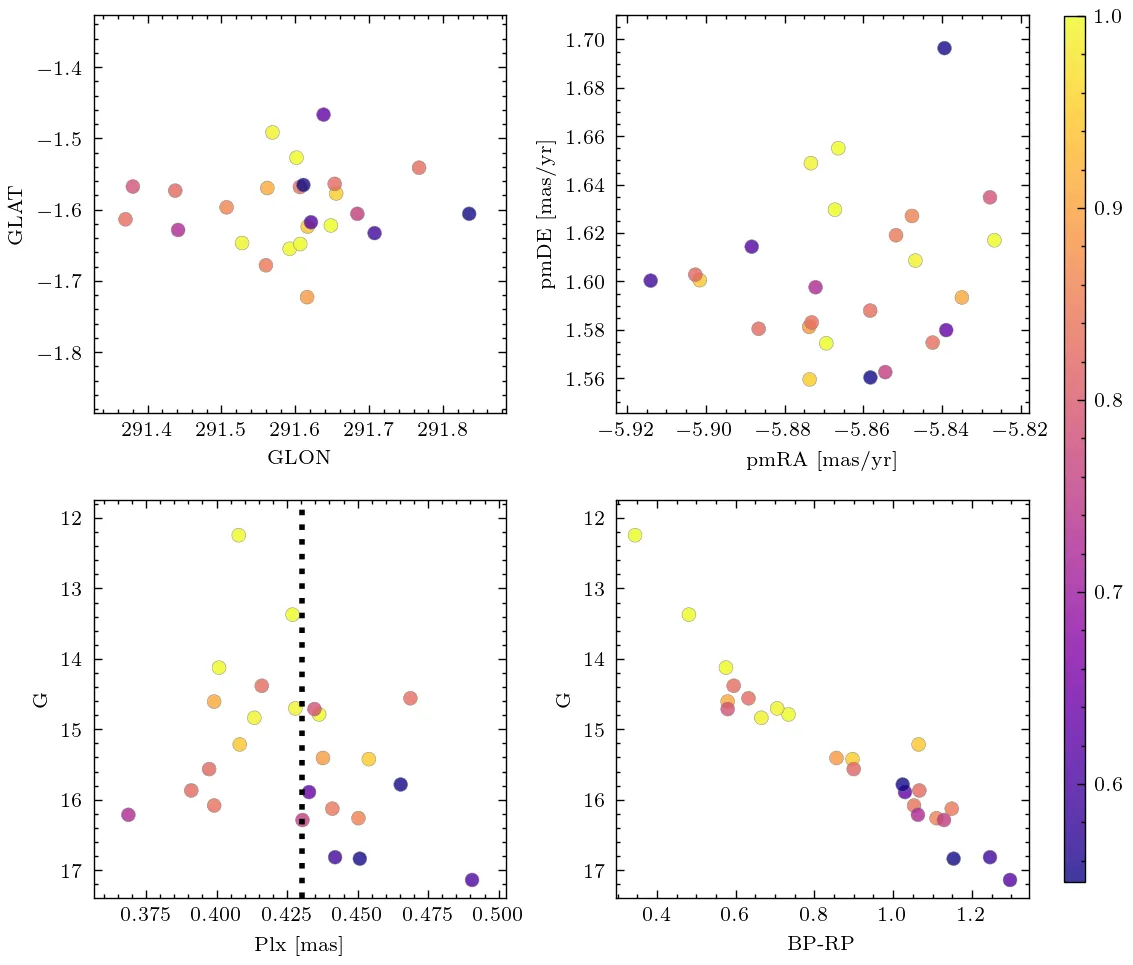 −1.4
−1.5
−1.6
−1.7
−1.8
GLAT
291.4 291.5 291.6 291.7 291.8
GLON
1.70
1.68
1.66
1.64
1.62
1.60
1.58
1.56
pmDE [mas/yr]
−5.92 −5.90 −5.88 −5.86 −5.84 −5.82
pmRA [mas/yr]
12
13
14
15
16
17
G
0.375 0.400 0.425 0.450 0.475 0.500
Plx [mas]
12
13
14
15
16
17
G
0.4 0.6 0.8 1.0 1.2
BP-RP
1.0
0.9
0.8
0.7
0.6